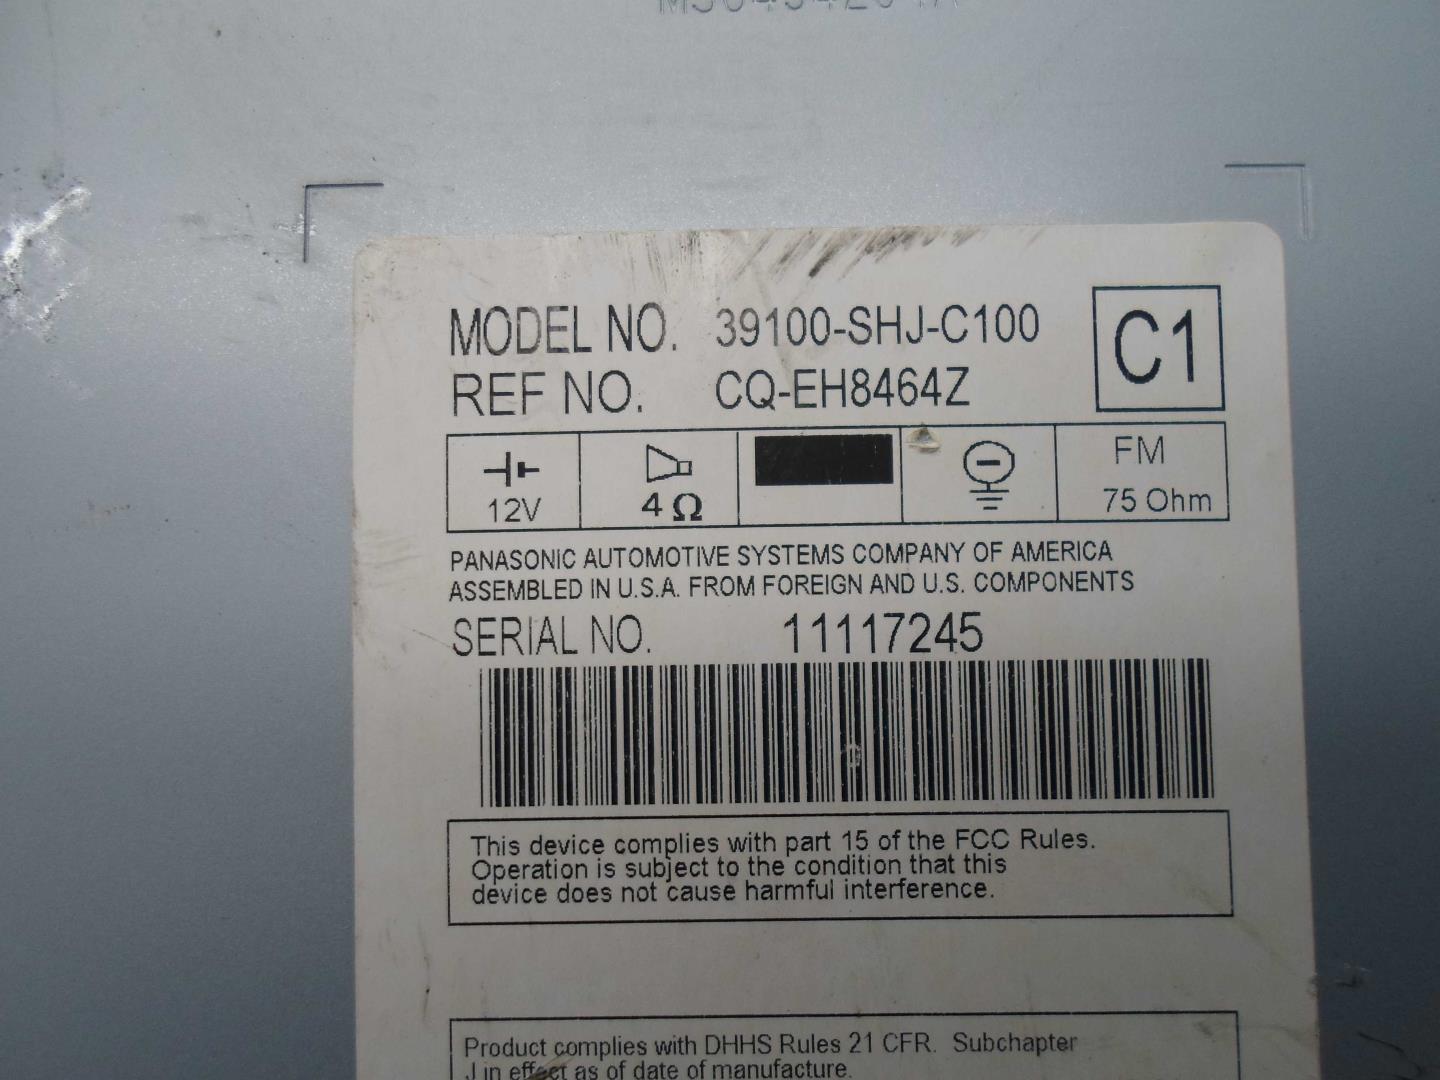 MODEL NO. 39100-SHJ-C100
REF NO. CQ-EH8464Z
C1
12V
4 Ω
FM
75 Ohm
PANASONIC AUTOMOTIVE SYSTEMS COMPANY OF AMERICA
ASSEMBLED IN U.S.A. FROM FOREIGN AND U.S. COMPONENTS
SERIAL NO. 11117245
This device complies with part 15 of the FCC Rules.
Operation is subject to the condition that this
device does not cause harmful interference.
Product complies with DHHS Rules 21 CFR. Subchapter
J in effect as of date of manufacture.